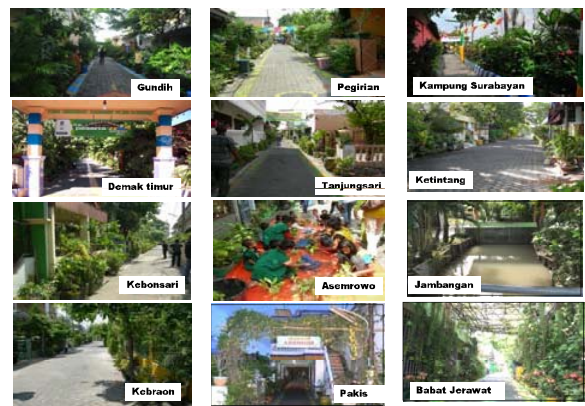 Gundih
Pegirian
Kampung Surabayan
Demak timur
Tanjungsari
Ketintang
Kebonsari
Asemrowo
Jambangan
Kebraon
Pakis
Babat Jerawat